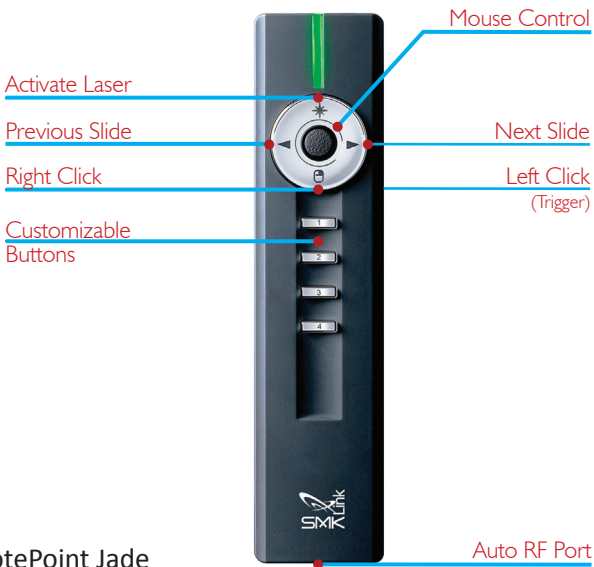 Mouse Control
Activate Laser
Previous Slide
Next Slide
Right Click
Left Click
(Trigger)
Customizable
Buttons
1
2
3
4
SMK
Link
Auto RF Port
otePoint Jade